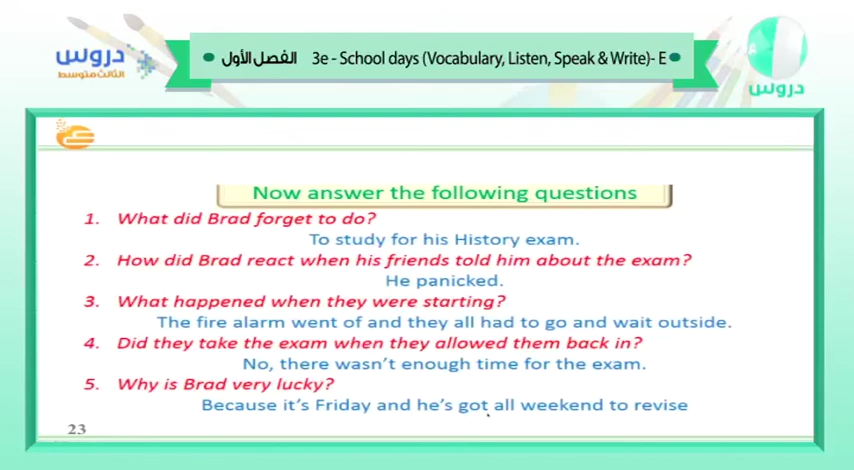 دروس
الثالث متوسط
الفصل الأول 3e - School days (Vocabulary, Listen, Speak & Write)- E
دروس
Now answer the following questions
1. What did Brad forget to do?
To study for his History exam.
2. How did Brad react when his friends told him about the exam?
He panicked.
3. What happened when they were starting?
The fire alarm went of and they all had to go and wait outside.
4. Did they take the exam when they allowed them back in?
No, there wasn't enough time for the exam.
5. Why is Brad very lucky?
Because it's Friday and he's got all weekend to revise
23